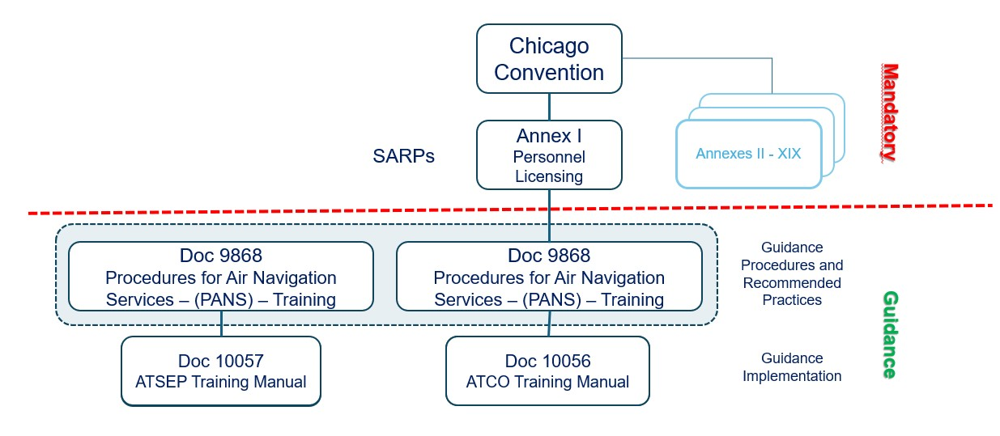 Chicago
Convention
Mandatory
Annex I
Personnel
Licensing
SARPs
Annexes II - XIX
Doc 9868
Procedures for Air Navigation
Services – (PANS) – Training
Doc 9868
Procedures for Air Navigation
Services – (PANS) – Training
Guidance
Procedures and
Recommended
Practices
Guidance
Doc 10057
ATSEP Training Manual
Doc 10056
ATCO Training Manual
Guidance
Implementation